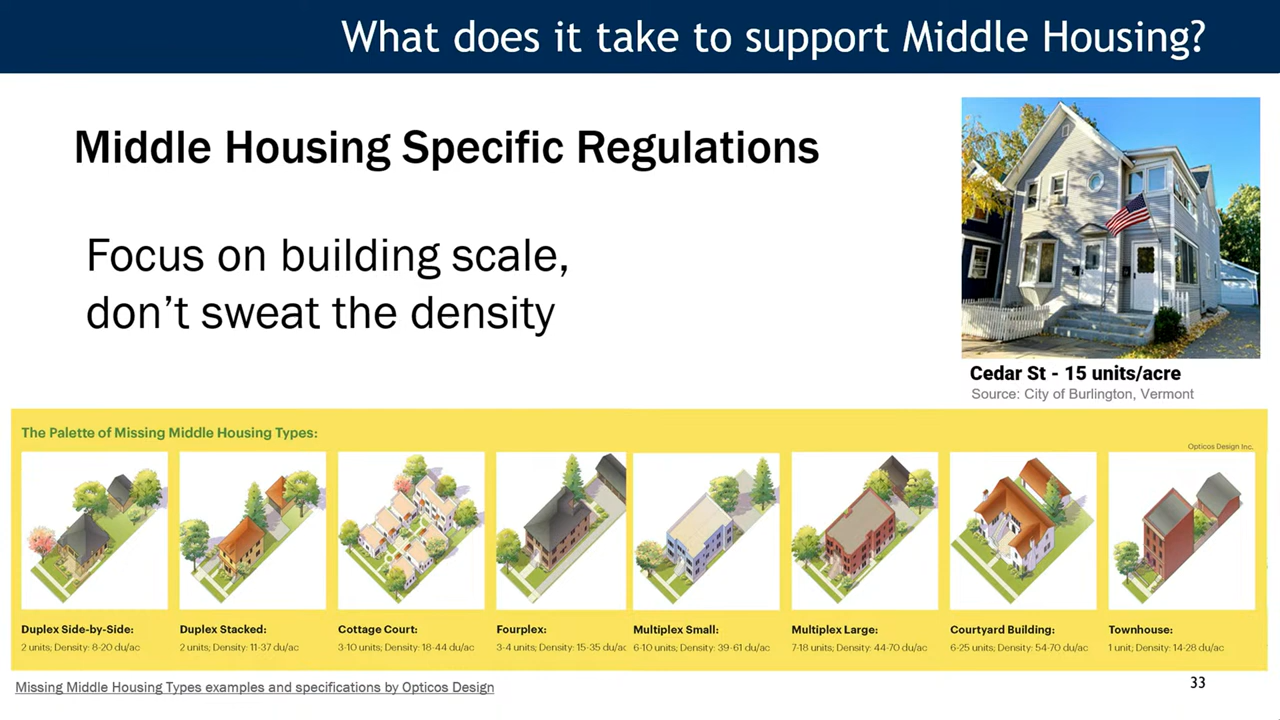 What does it take to support Middle Housing?
Middle Housing Specific Regulations
Focus on building scale,
don’t sweat the density
Cedar St - 15 units/acre
Source: City of Burlington, Vermont
The Palette of Missing Middle Housing Types:
Opticos Design Inc.
Duplex Side-by-Side:
2 units; Density: 8-20 du/ac
Duplex Stacked:
2 units; Density: 11-37 du/ac
Cottage Court:
3-10 units; Density: 18-44 du/ac
Fourplex:
3-4 units; Density: 15-35 du/ac
Multiplex Small:
6-10 units; Density: 39-61 du/ac
Multiplex Large:
7-18 units; Density: 44-70 du/ac
Courtyard Building:
6-25 units; Density: 54-70 du/ac
Townhouse:
1 unit; Density: 14-28 du/ac
Missing Middle Housing Types examples and specifications by Opticos Design
33